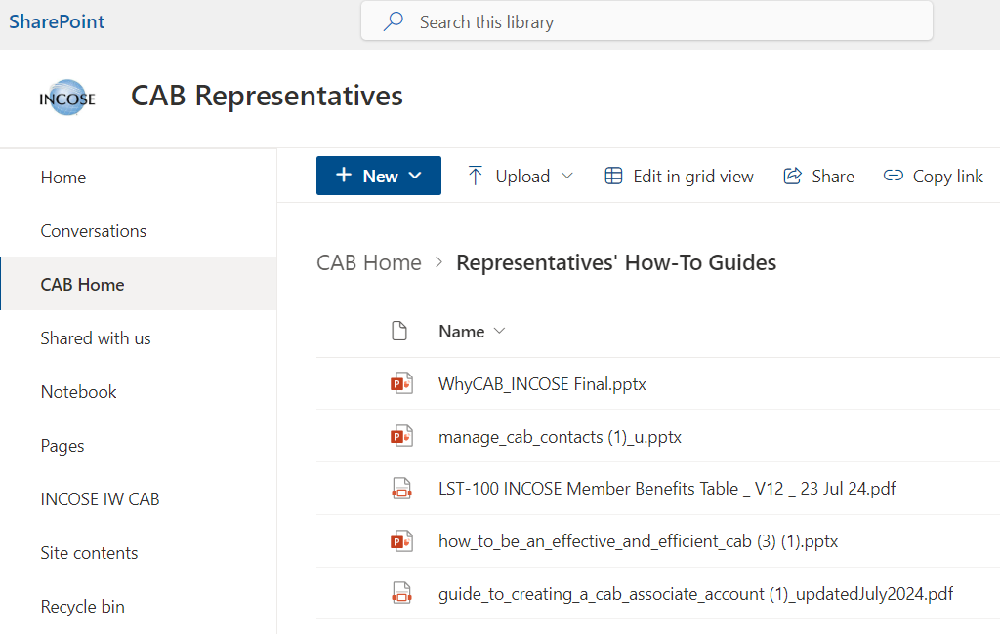 SharePoint
Search this library
INCOSE
CAB Representatives
Home
Conversations
CAB Home
Shared with us
Notebook
Pages
INCOSE IW CAB
Site contents
Recycle bin
+ New Upload Edit in grid view Share Copy link
CAB Home > Representatives' How-To Guides
Name
WhyCAB_INCOSE Final.pptx
manage_cab_contacts (1)_u.pptx
LST-100 INCOSE Member Benefits Table _ V12 _ 23 Jul 24.pdf
how_to_be_an_effective_and_efficient_cab (3) (1).pptx
guide_to_creating_a_cab_associate_account (1)_updatedJuly2024.pdf